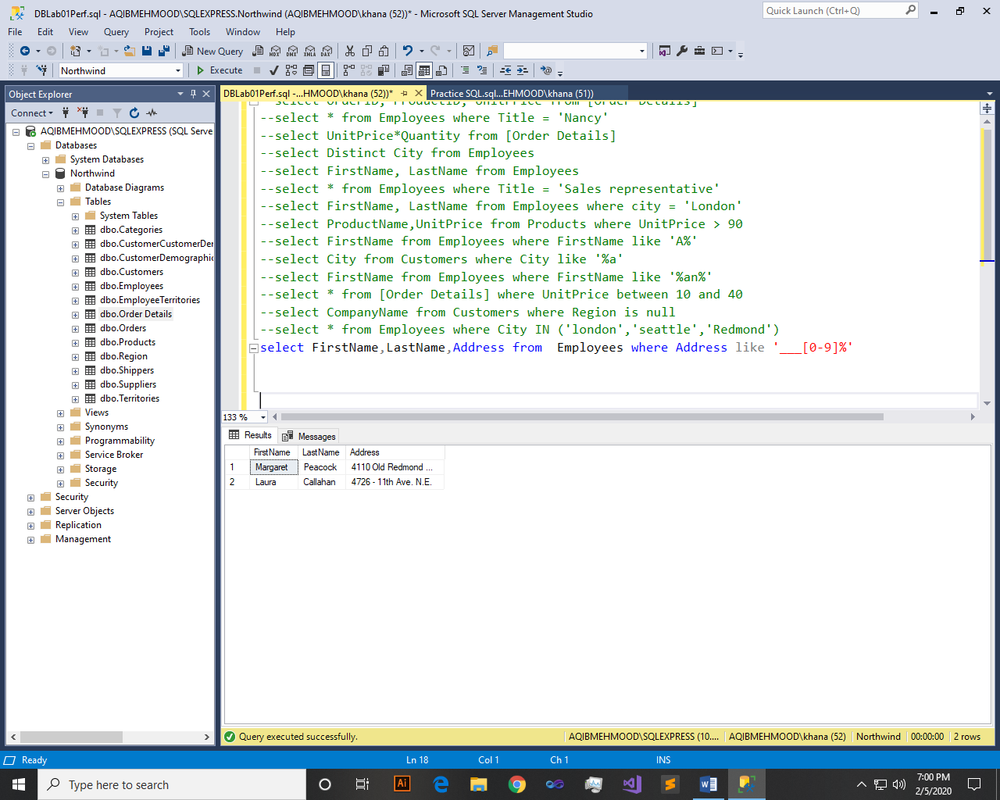 DBLab01Perf.sql - AQIBMEHMOOD\SQLEXPRESS.Northwind (AQIBMEHMOOD\khana (52))* - Microsoft SQL Server Management Studio
Quick Launch (Ctrl+Q)
File Edit View Query Project Tools Window Help
New Query
MDX DMX XMLA DAX
Northwind
Execute
Object Explorer
Connect
AQIBMEHMOOD\SQLEXPRESS (SQL Serve
Databases
System Databases
Northwind
Database Diagrams
Tables
System Tables
dbo.Categories
dbo.CustomerCustomerDer
dbo.CustomerDemographic
dbo.Customers
dbo.Employees
dbo.EmployeeTerritories
dbo.Order Details
dbo.Orders
dbo.Products
dbo.Region
dbo.Shippers
dbo.Suppliers
dbo.Territories
Views
Synonyms
Programmability
Service Broker
Storage
Security
Security
Server Objects
Replication
Management
DBLab01Perf.sql -...HMOOD\khana (52))*
Practice SQL.sql...EHMOOD\khana (51))
--select OrderID, ProductID, UnitPrice from [Order Details]
--select * from Employees where Title = 'Nancy'
--select UnitPrice*Quantity from [Order Details]
--select Distinct City from Employees
--select FirstName, LastName from Employees
--select * from Employees where Title = 'Sales representative'
--select FirstName, LastName from Employees where city = 'London'
--select ProductName,UnitPrice from Products where UnitPrice > 90
--select FirstName from Employees where FirstName like 'A%'
--select City from Customers where City like '%a'
--select FirstName from Employees where FirstName like '%an%'
--select * from [Order Details] where UnitPrice between 10 and 40
--select CompanyName from Customers where Region is null
--select * from Employees where City IN ('london','seattle','Redmond')
select FirstName,LastName,Address from  Employees where Address like '___[0-9]%'
133 %
Results Messages
FirstName LastName Address
1 Margaret Peacock 4110 Old Redmond ...
2 Laura Callahan 4726 - 11th Ave. N.E.
Query executed successfully.
AQIBMEHMOOD\SQLEXPRESS (10.... AQIBMEHMOOD\khana (52) Northwind 00:00:00 2 rows
Ready Ln 18 Col 1 Ch 1 INS
Type here to search
Ai
7:00 PM
2/5/2020